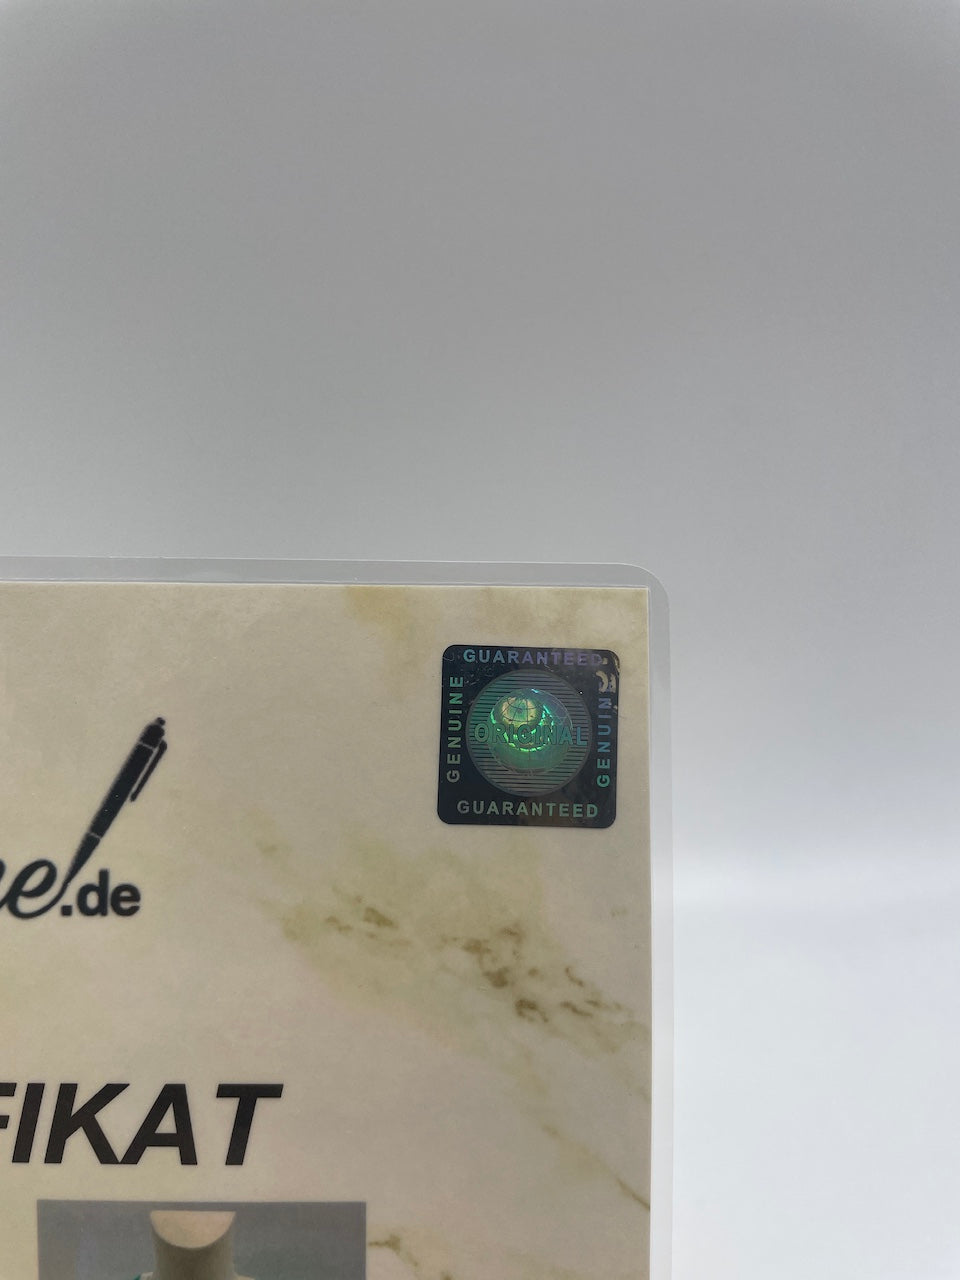 GUARANTEED
GENUINE
ORIGINAL
GENUINE
GUARANTEED
e!.de
FIKAT